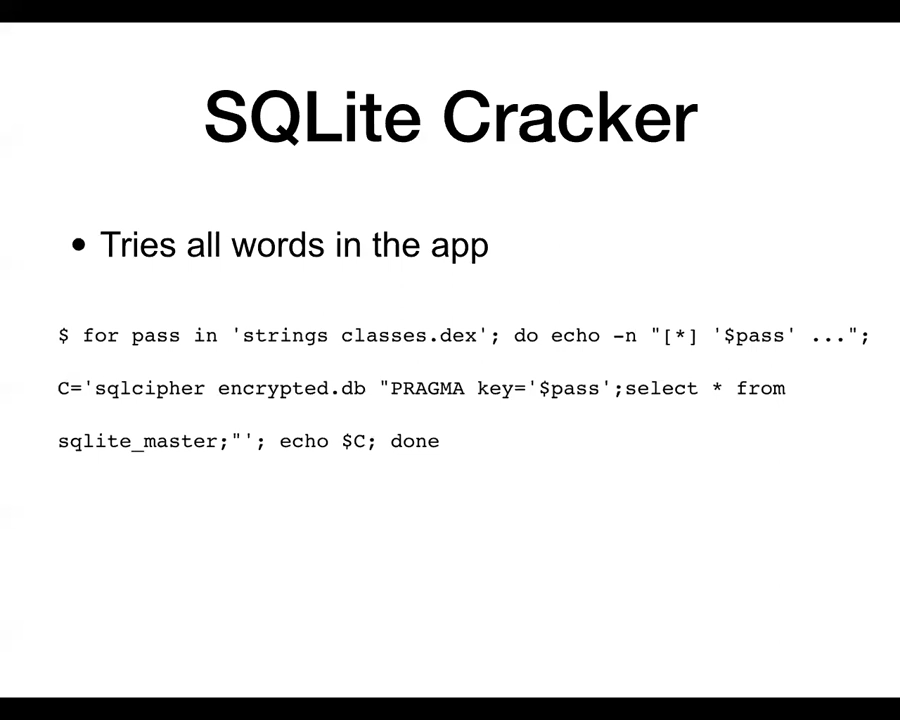 SQLite Cracker
• Tries all words in the app
$ for pass in 'strings classes.dex'; do echo -n "[*] '$pass' ...";
C='sqlcipher encrypted.db "PRAGMA key='$pass';select * from
sqlite_master;"'; echo $C; done